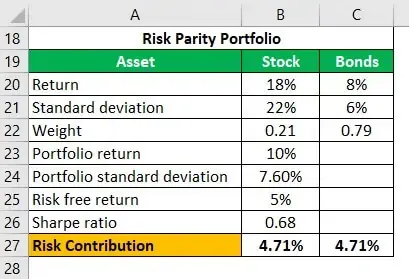 A B C
18 Risk Parity Portfolio
19 Asset Stock Bonds
20 Return 18% 8%
21 Standard deviation 22% 6%
22 Weight 0.21 0.79
23 Portfolio return 10%
24 Portfolio standard deviation 7.60%
25 Risk free return 5%
26 Sharpe ratio 0.68
27 Risk Contribution 4.71% 4.71%
28